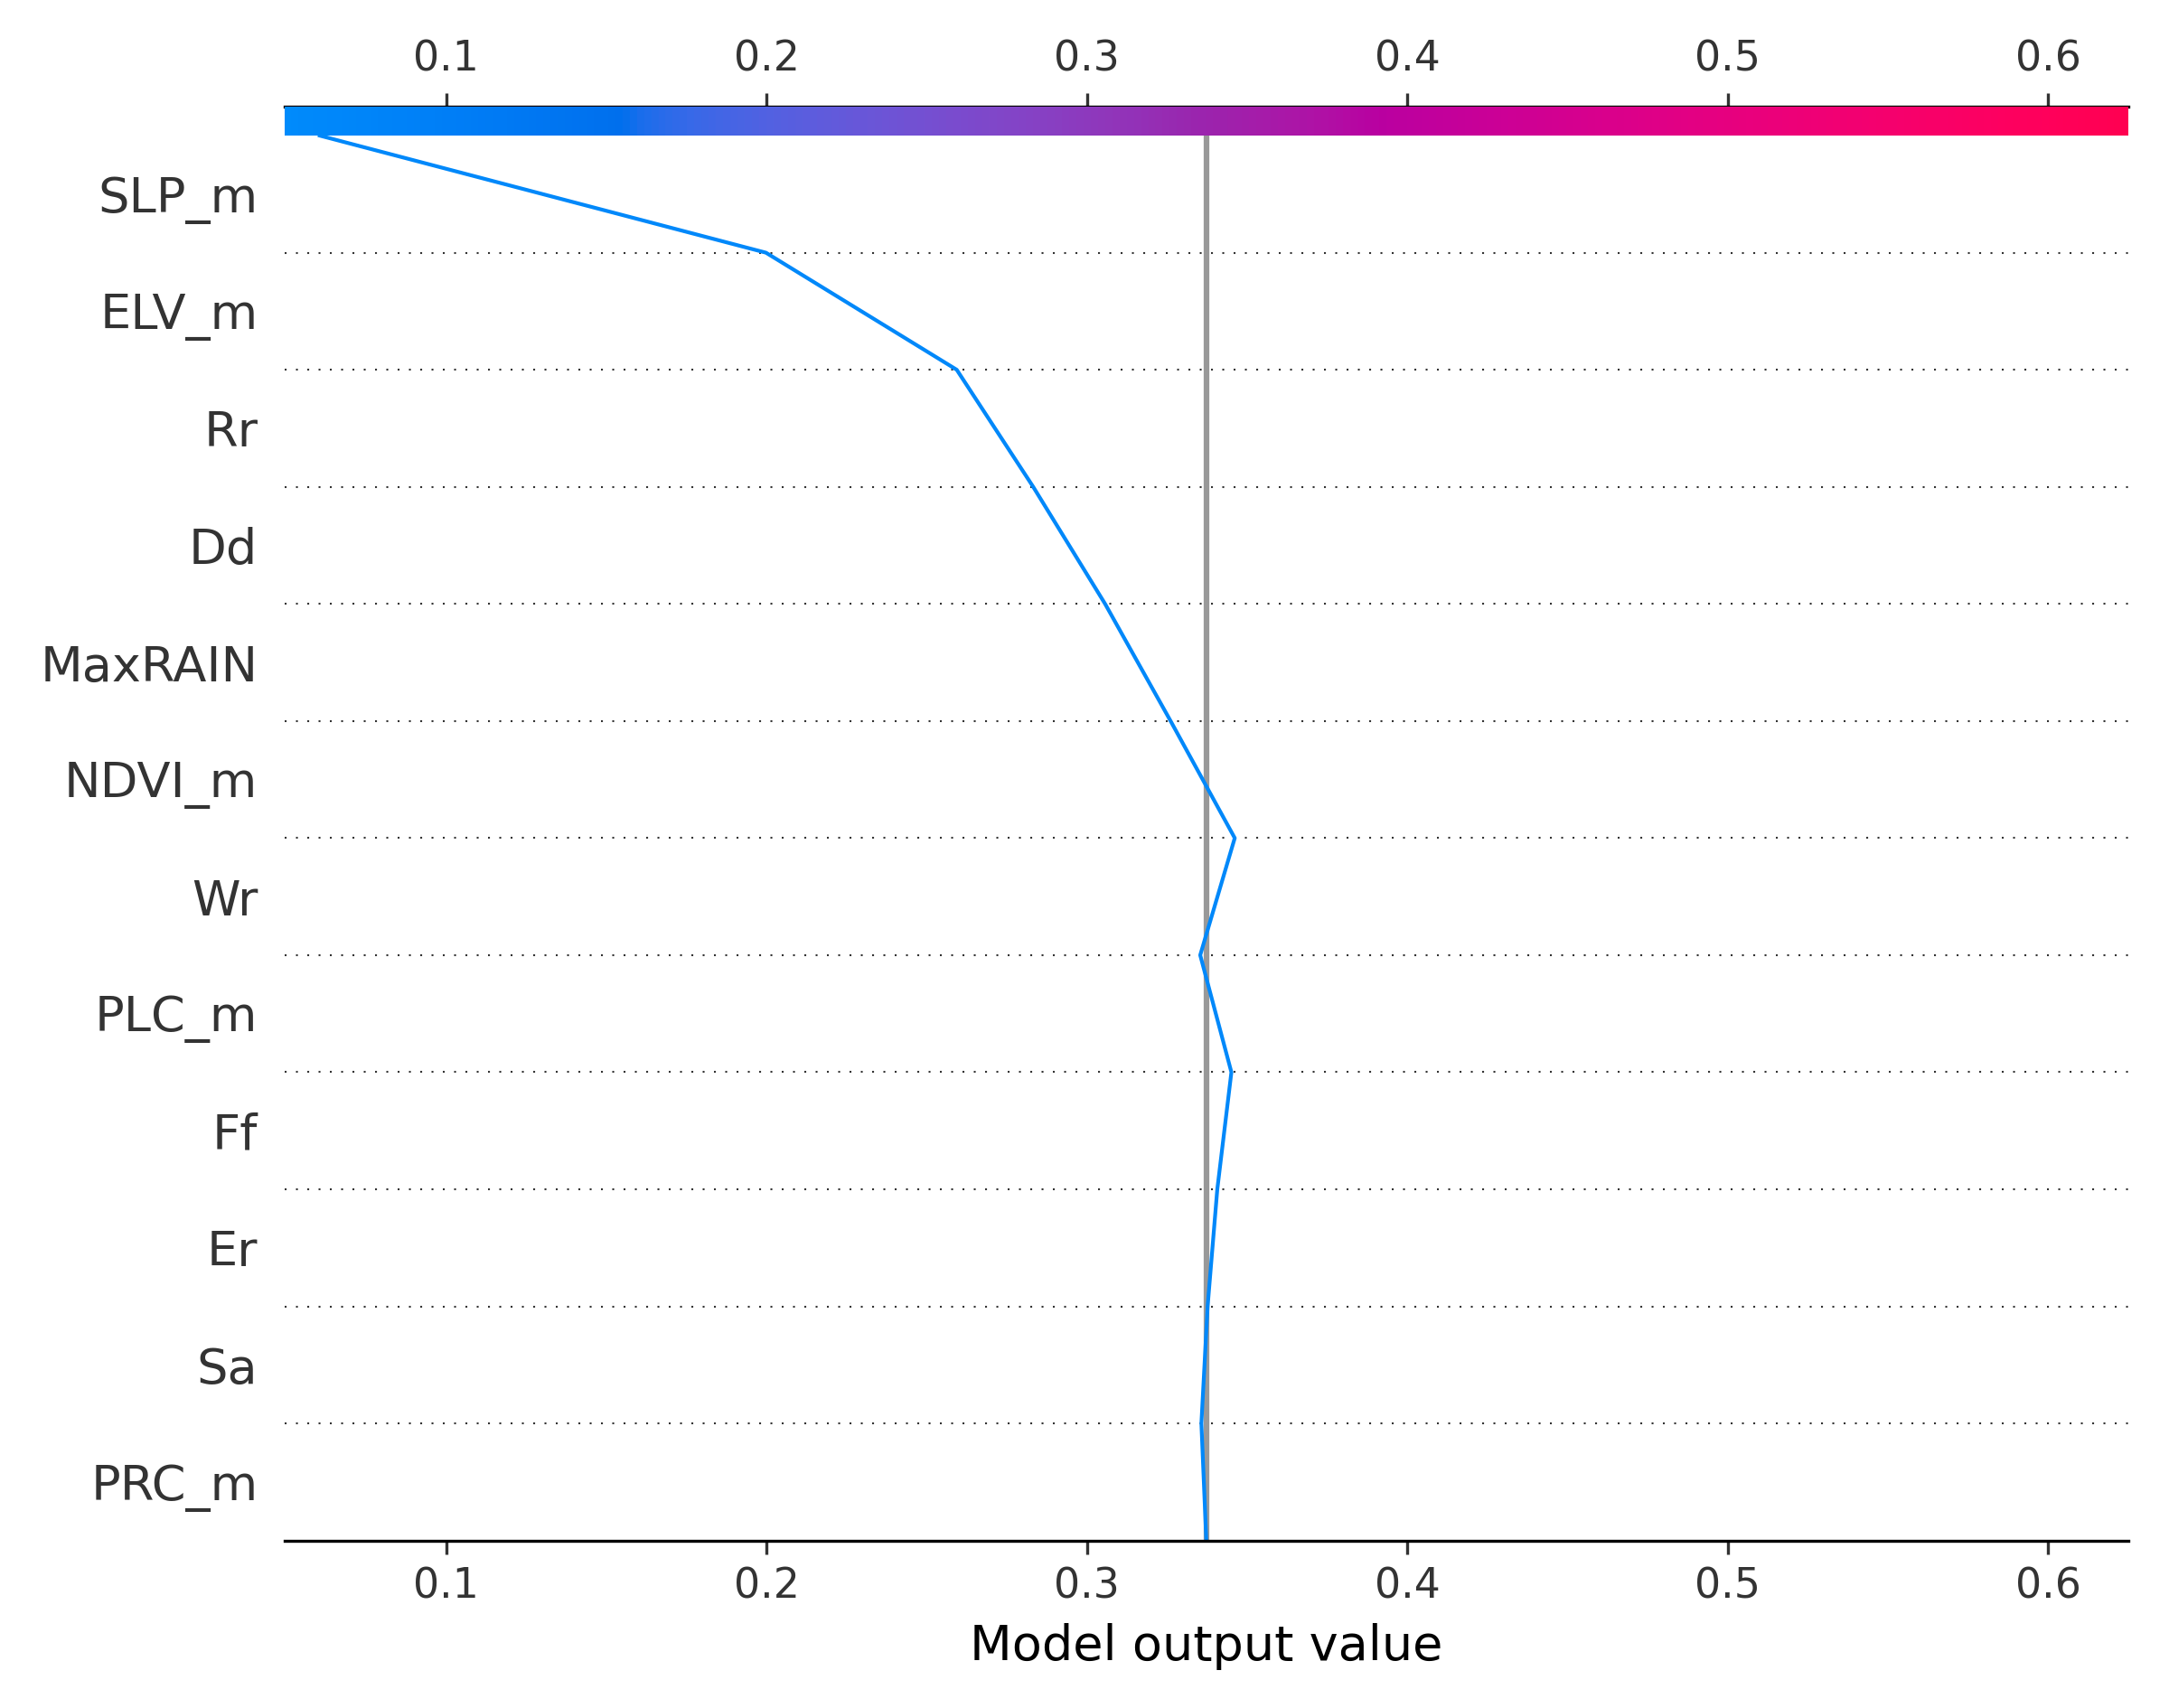 0.1 0.2 0.3 0.4 0.5 0.6
SLP_m
ELV_m
Rr
Dd
MaxRAIN
NDVI_m
Wr
PLC_m
Ff
Er
Sa
PRC_m
0.1 0.2 0.3 0.4 0.5 0.6
Model output value